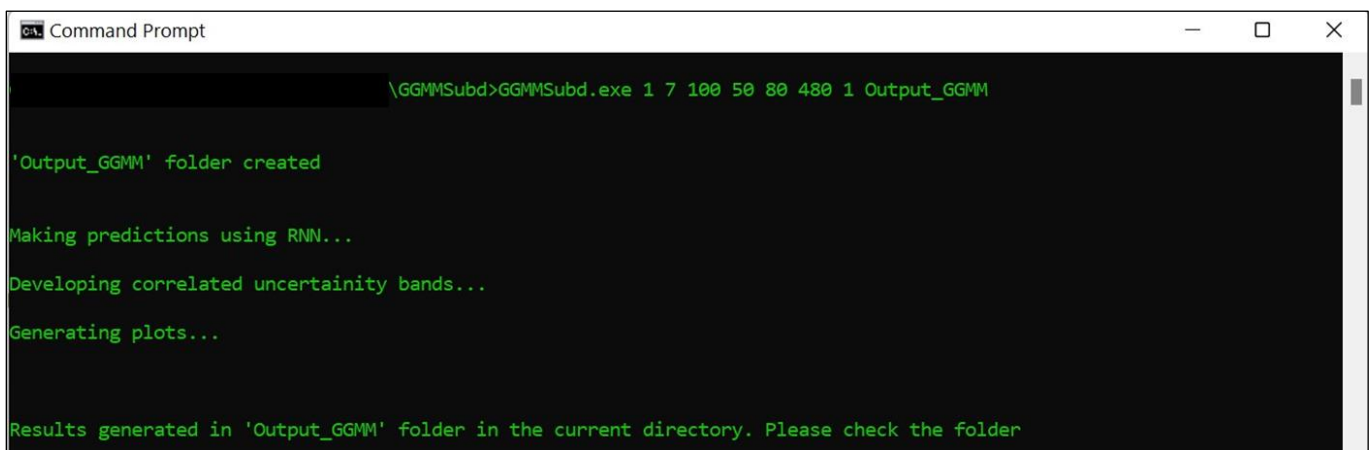 Command Prompt
\GGMMSubd>GGMMSubd.exe 1 7 100 50 80 480 1 Output_GGMM
'Output_GGMM' folder created
Making predictions using RNN...
Developing correlated uncertainity bands...
Generating plots...
Results generated in 'Output_GGMM' folder in the current directory. Please check the folder